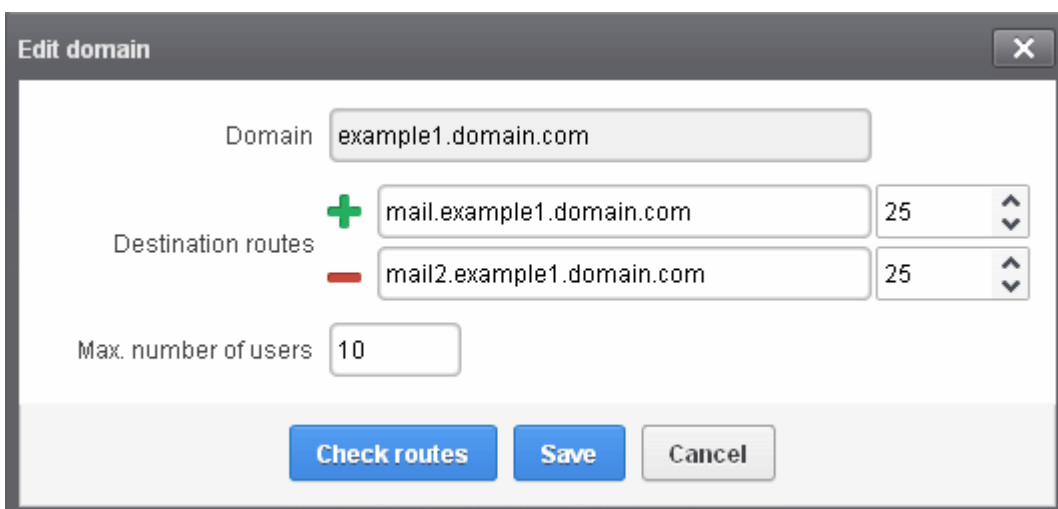 Edit domain
Domain example1.domain.com
mail.example1.domain.com 25
Destination routes
mail2.example1.domain.com 25
Max. number of users 10
Check routes Save Cancel